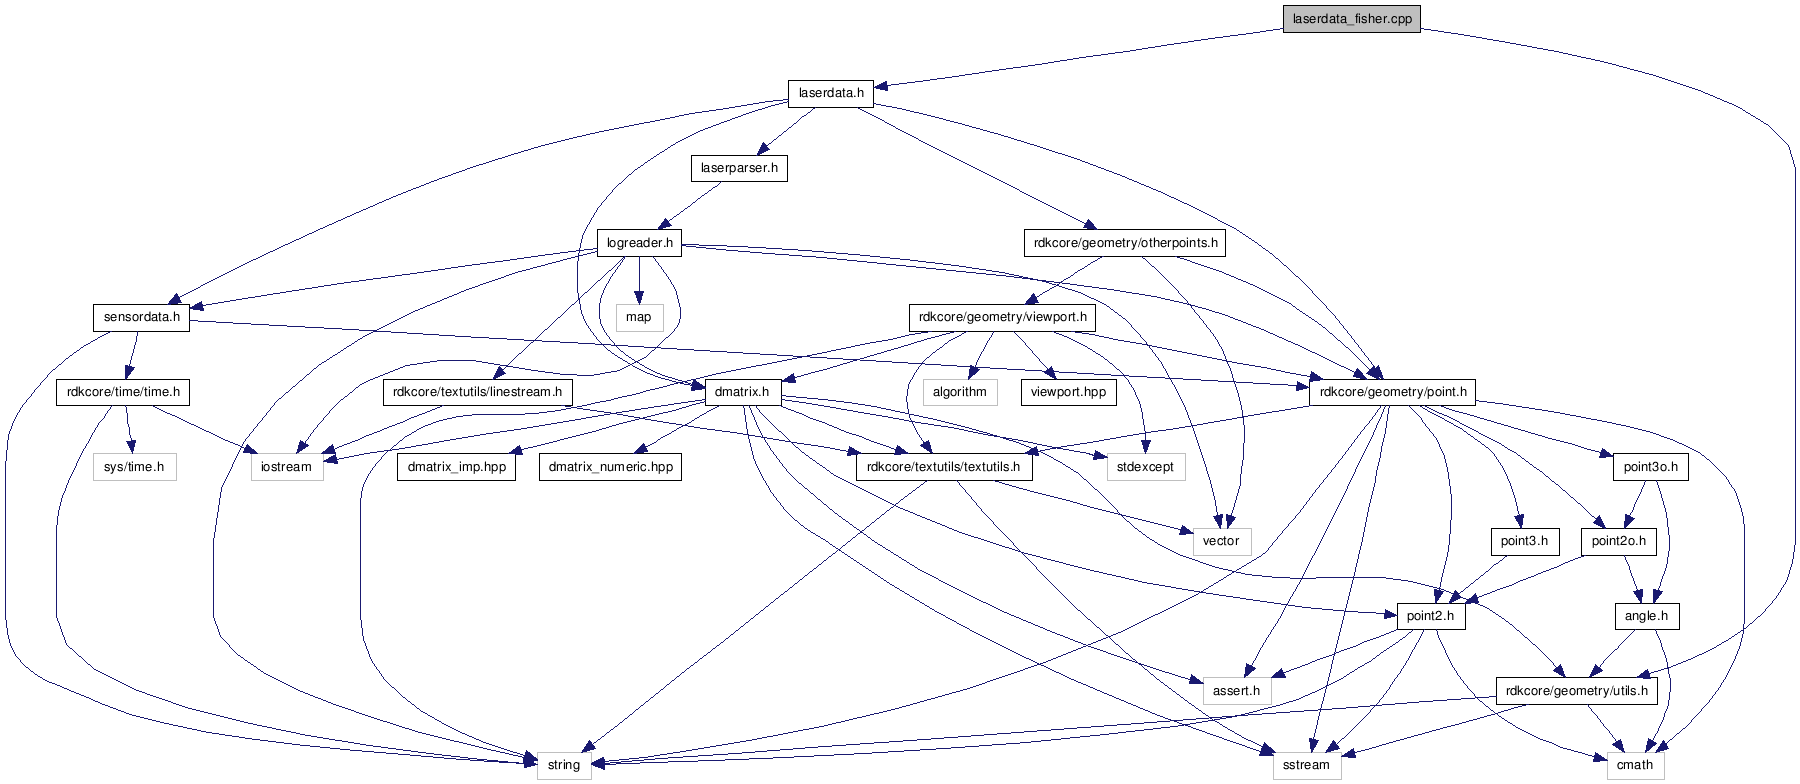 laserdata_fisher.cpp
laserdata.h
laserparser.h
logreader.h
rdkcore/geometry/otherpoints.h
sensordata.h
map
rdkcore/geometry/viewport.h
rdkcore/time/time.h
rdkcore/textutils/linestream.h
dmatrix.h
algorithm
viewport.hpp
rdkcore/geometry/point.h
sys/time.h
iostream
dmatrix_imp.hpp
dmatrix_numeric.hpp
rdkcore/textutils/textutils.h
stdexcept
point3o.h
vector
point3.h
point2o.h
point2.h
angle.h
assert.h
rdkcore/geometry/utils.h
string
sstream
cmath